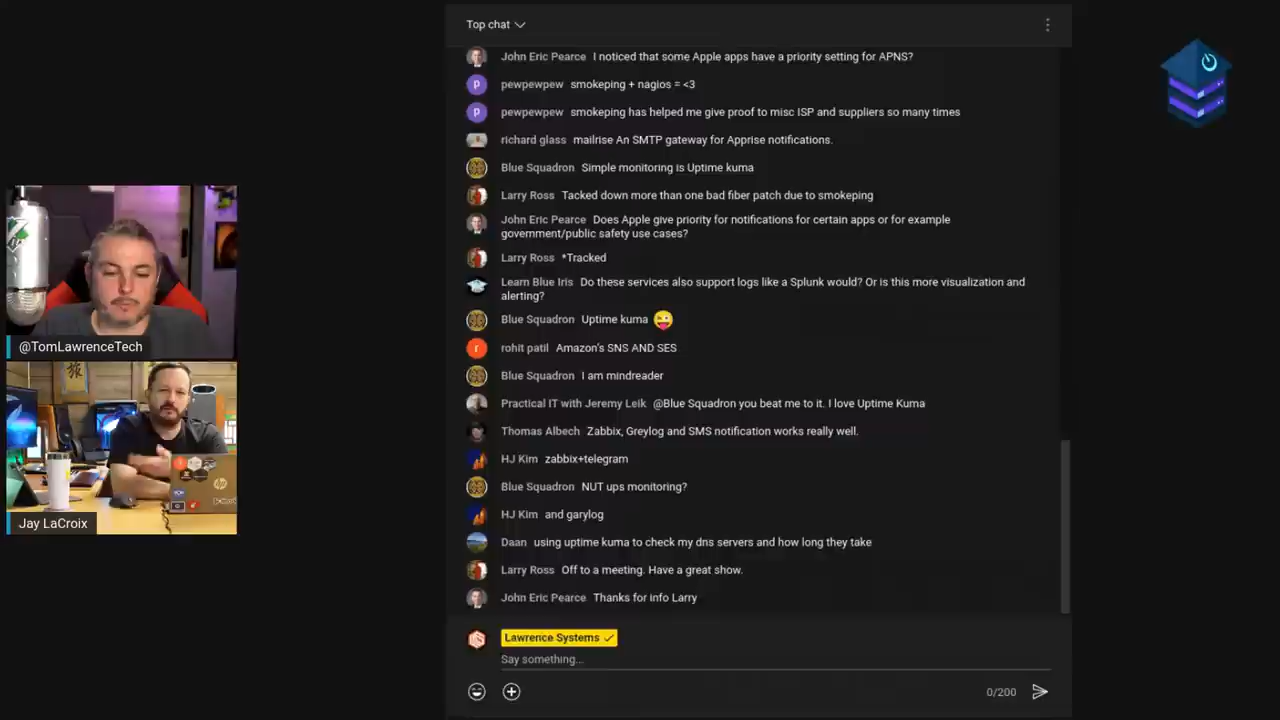 Top chat
John Eric Pearce I noticed that some Apple apps have a priority setting for APNS?
pewpewpew smokeping + nagios = <3
pewpewpew smokeping has helped me give proof to misc ISP and suppliers so many times
richard glass mailrise An SMTP gateway for Apprise notifications.
Blue Squadron Simple monitoring is Uptime kuma
Larry Ross Tacked down more than one bad fiber patch due to smokeping
John Eric Pearce Does Apple give priority for notifications for certain apps or for example
government/public safety use cases?
Larry Ross *Tracked
Learn Blue Iris Do these services also support logs like a Splunk would? Or is this more visualization and
alerting?
Blue Squadron Uptime kuma 😜
rohit patil Amazon's SNS AND SES
Blue Squadron I am mindreader
Practical IT with Jeremy Leik @Blue Squadron you beat me to it. I love Uptime Kuma
Thomas Albech Zabbix, Greylog and SMS notification works really well.
HJ Kim zabbix+telegram
Blue Squadron NUT ups monitoring?
HJ Kim and garylog
Daan using uptime kuma to check my dns servers and how long they take
Larry Ross Off to a meeting. Have a great show.
John Eric Pearce Thanks for info Larry
Lawrence Systems
Say something...
0/200
@TomLawrenceTech
Jay LaCroix
p
p
r
hp